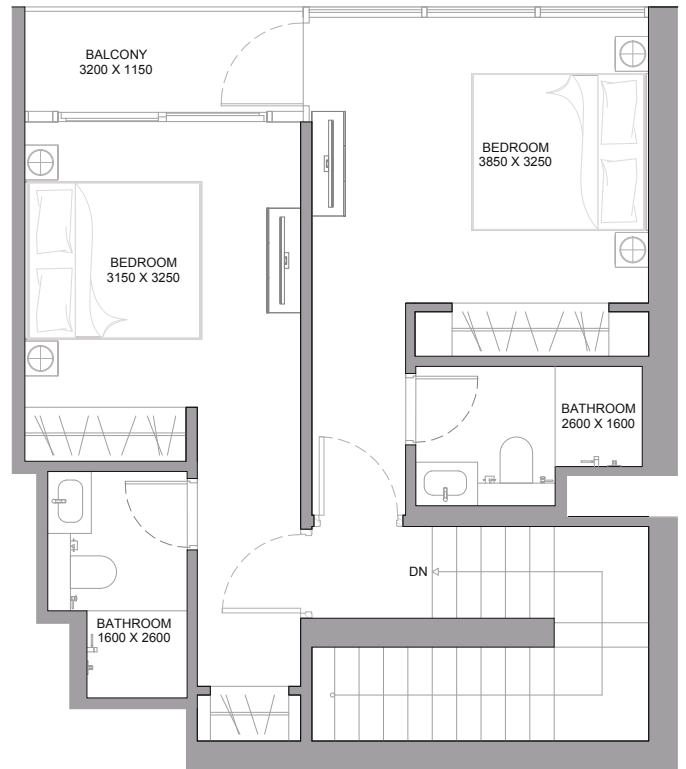 BALCONY
3200 X 1150
BEDROOM
3850 X 3250
BEDROOM
3150 X 3250
BATHROOM
2600 X 1600
DN
BATHROOM
1600 X 2600